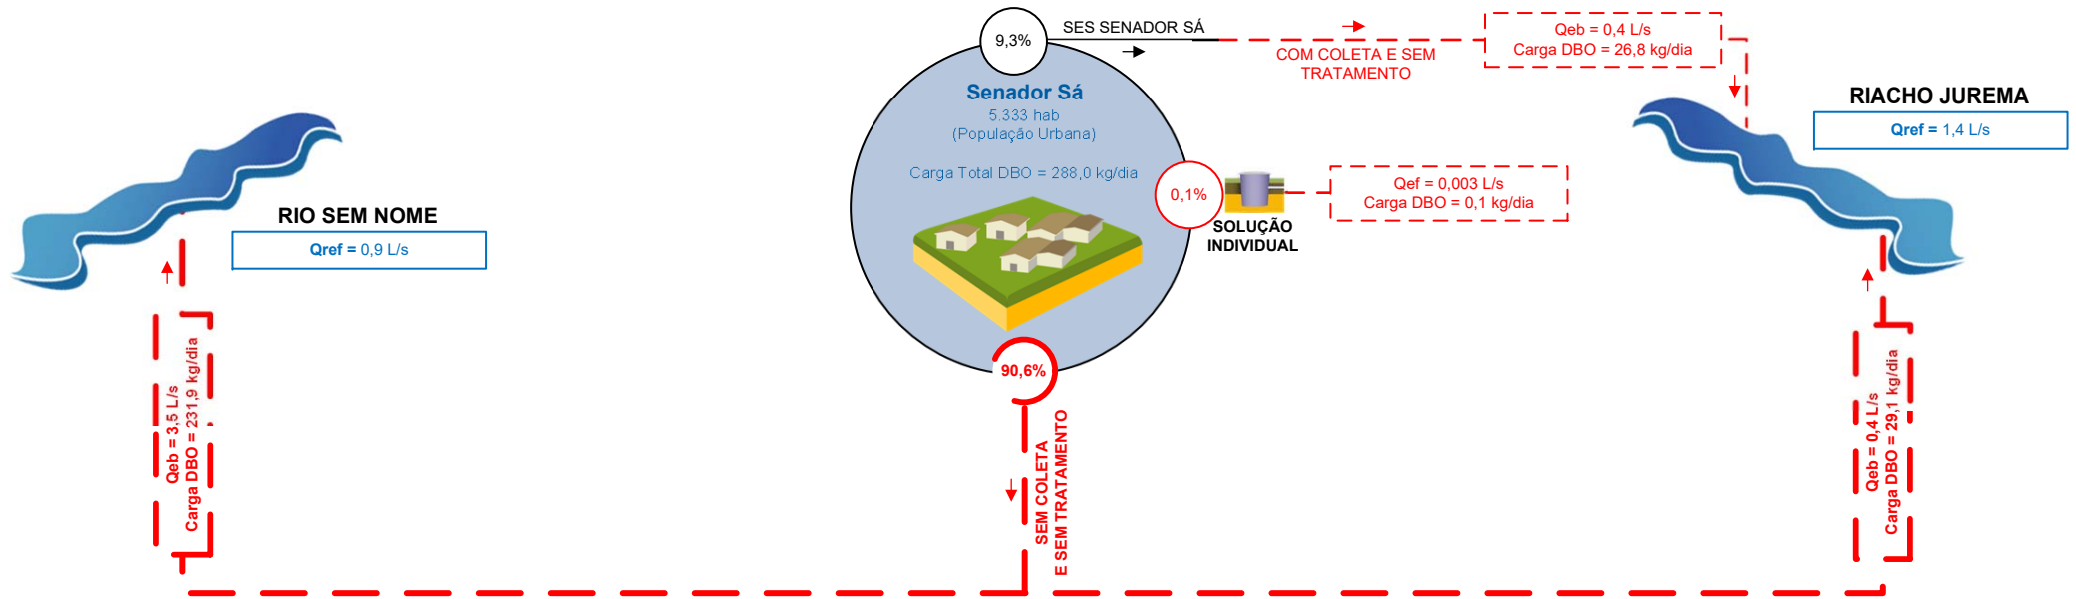 9,3%
SES SENADOR SÁ
COM COLETA E SEM
TRATAMENTO
Qeb = 0,4 L/s
Carga DBO = 26,8 kg/dia
RIACHO JUREMA
Qref = 1,4 L/s
Senador Sá
5.333 hab
(População Urbana)
Carga Total DBO = 288,0 kg/dia
0,1%
SOLUÇÃO
INDIVIDUAL
Qef = 0,003 L/s
Carga DBO = 0,1 kg/dia
RIO SEM NOME
Qref = 0,9 L/s
90,6%
SEM COLETA
E SEM TRATAMENTO
Qeb = 3,5 L/s
Carga DBO = 231,9 kg/dia
Qeb = 0,4 L/s
Carga DBO = 29,1 kg/dia